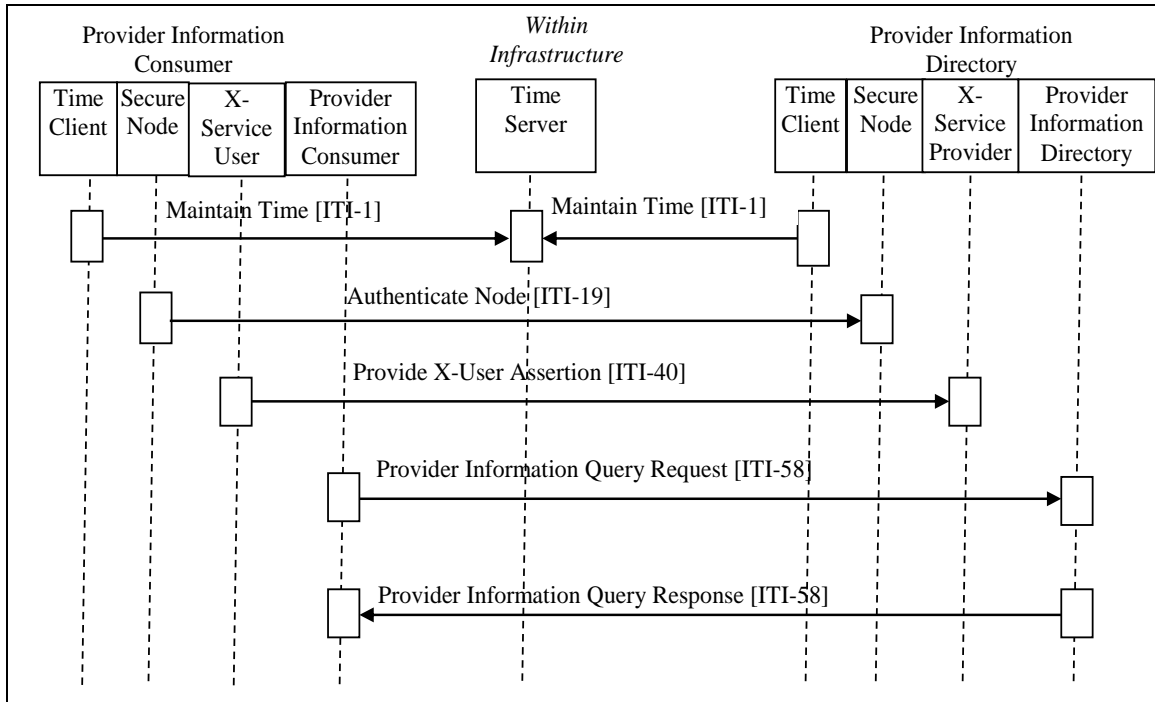 Provider Information
Consumer
Within
Infrastructure
Provider Information
Directory
Time
Client
Secure
Node
X-
Service
User
Provider
Information
Consumer
Time
Server
Time
Client
Secure
Node
X-
Service
Provider
Provider
Information
Directory
Maintain Time [ITI-1]
Maintain Time [ITI-1]
Authenticate Node [ITI-19]
Provide X-User Assertion [ITI-40]
Provider Information Query Request [ITI-58]
Provider Information Query Response [ITI-58]